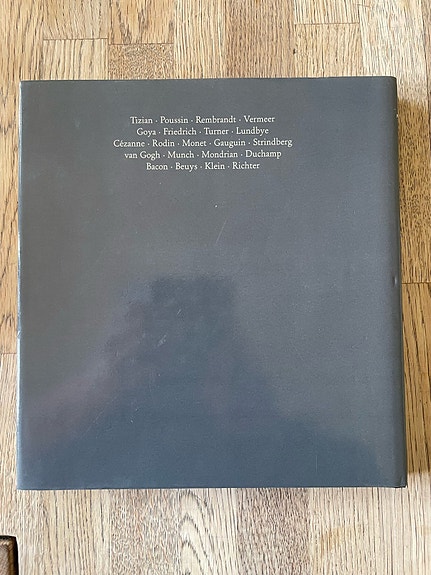 Tizian · Poussin · Rembrandt · Vermeer
Goya · Friedrich · Turner · Lundbye
Cézanne · Rodin · Monet · Gauguin · Strindberg
van Gogh · Munch · Mondrian · Duchamp
Bacon · Beuys · Klein · Richter